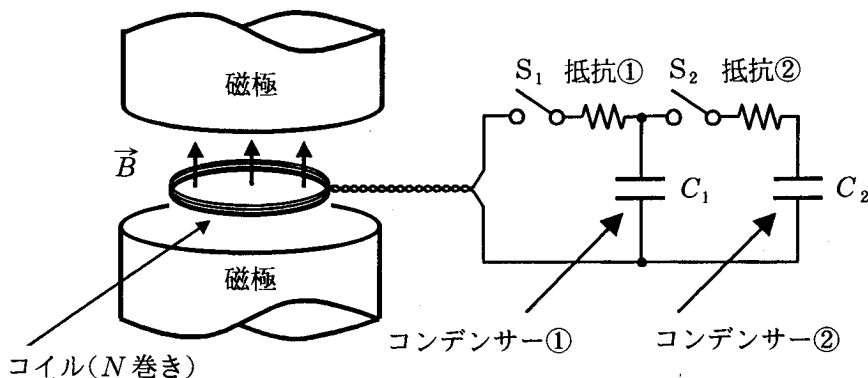 磁極
S₁ 抵抗① S₂ 抵抗②
B
C₁ C₂
磁極
コンデンサー① コンデンサー②
コイル(N巻き)